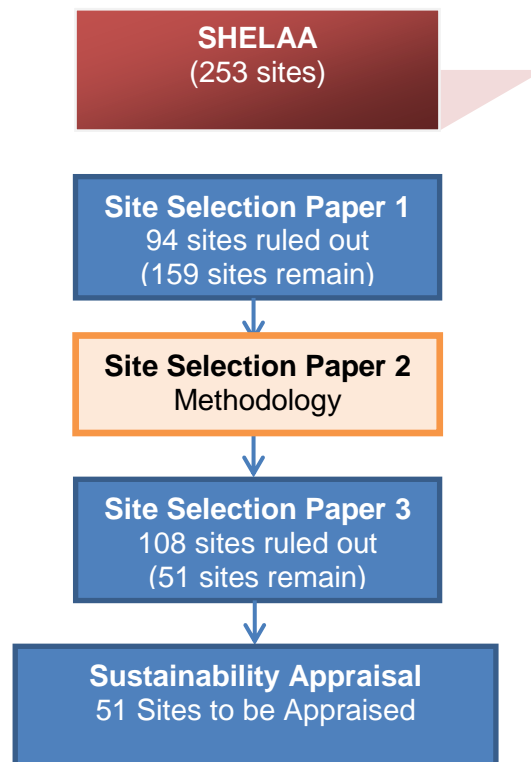 SHELAA
(253 sites)
Site Selection Paper 1
94 sites ruled out
(159 sites remain)
Site Selection Paper 2
Methodology
Site Selection Paper 3
108 sites ruled out
(51 sites remain)
Sustainability Appraisal
51 Sites to be Appraised